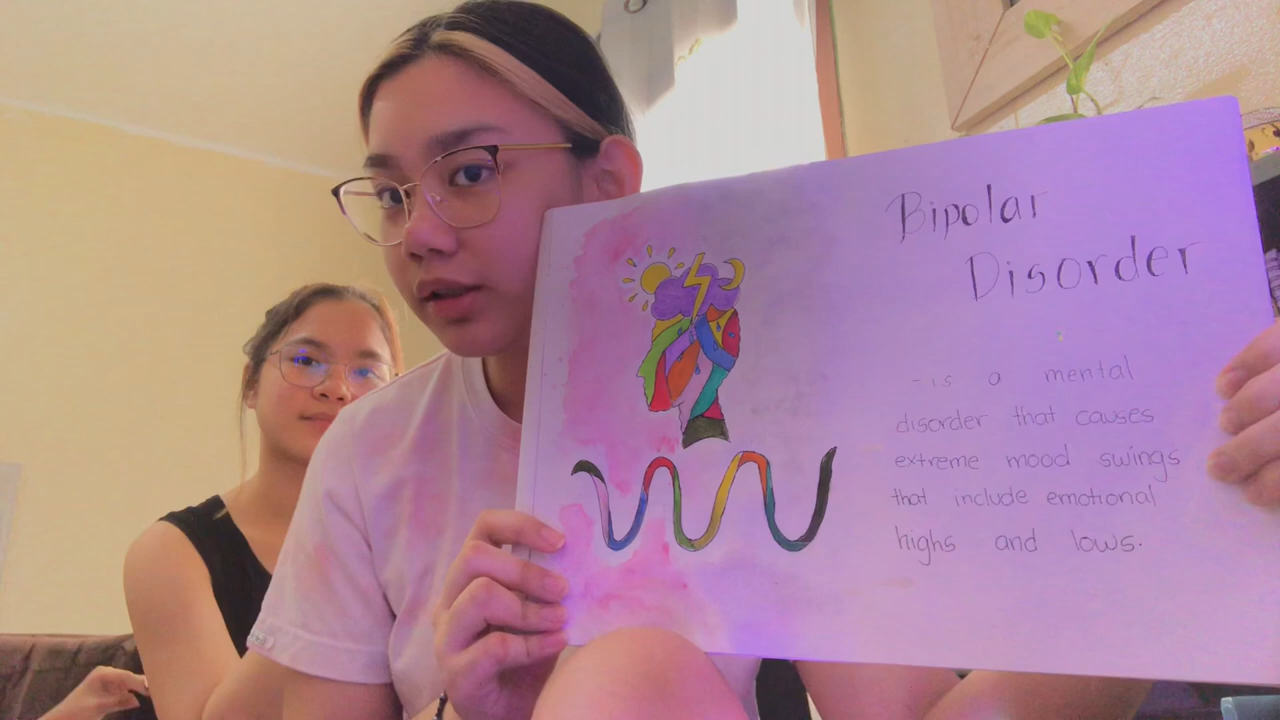 Bipolar
Disorder
- is a mental
disorder that causes
extreme mood swings
that include emotional
highs and lows.